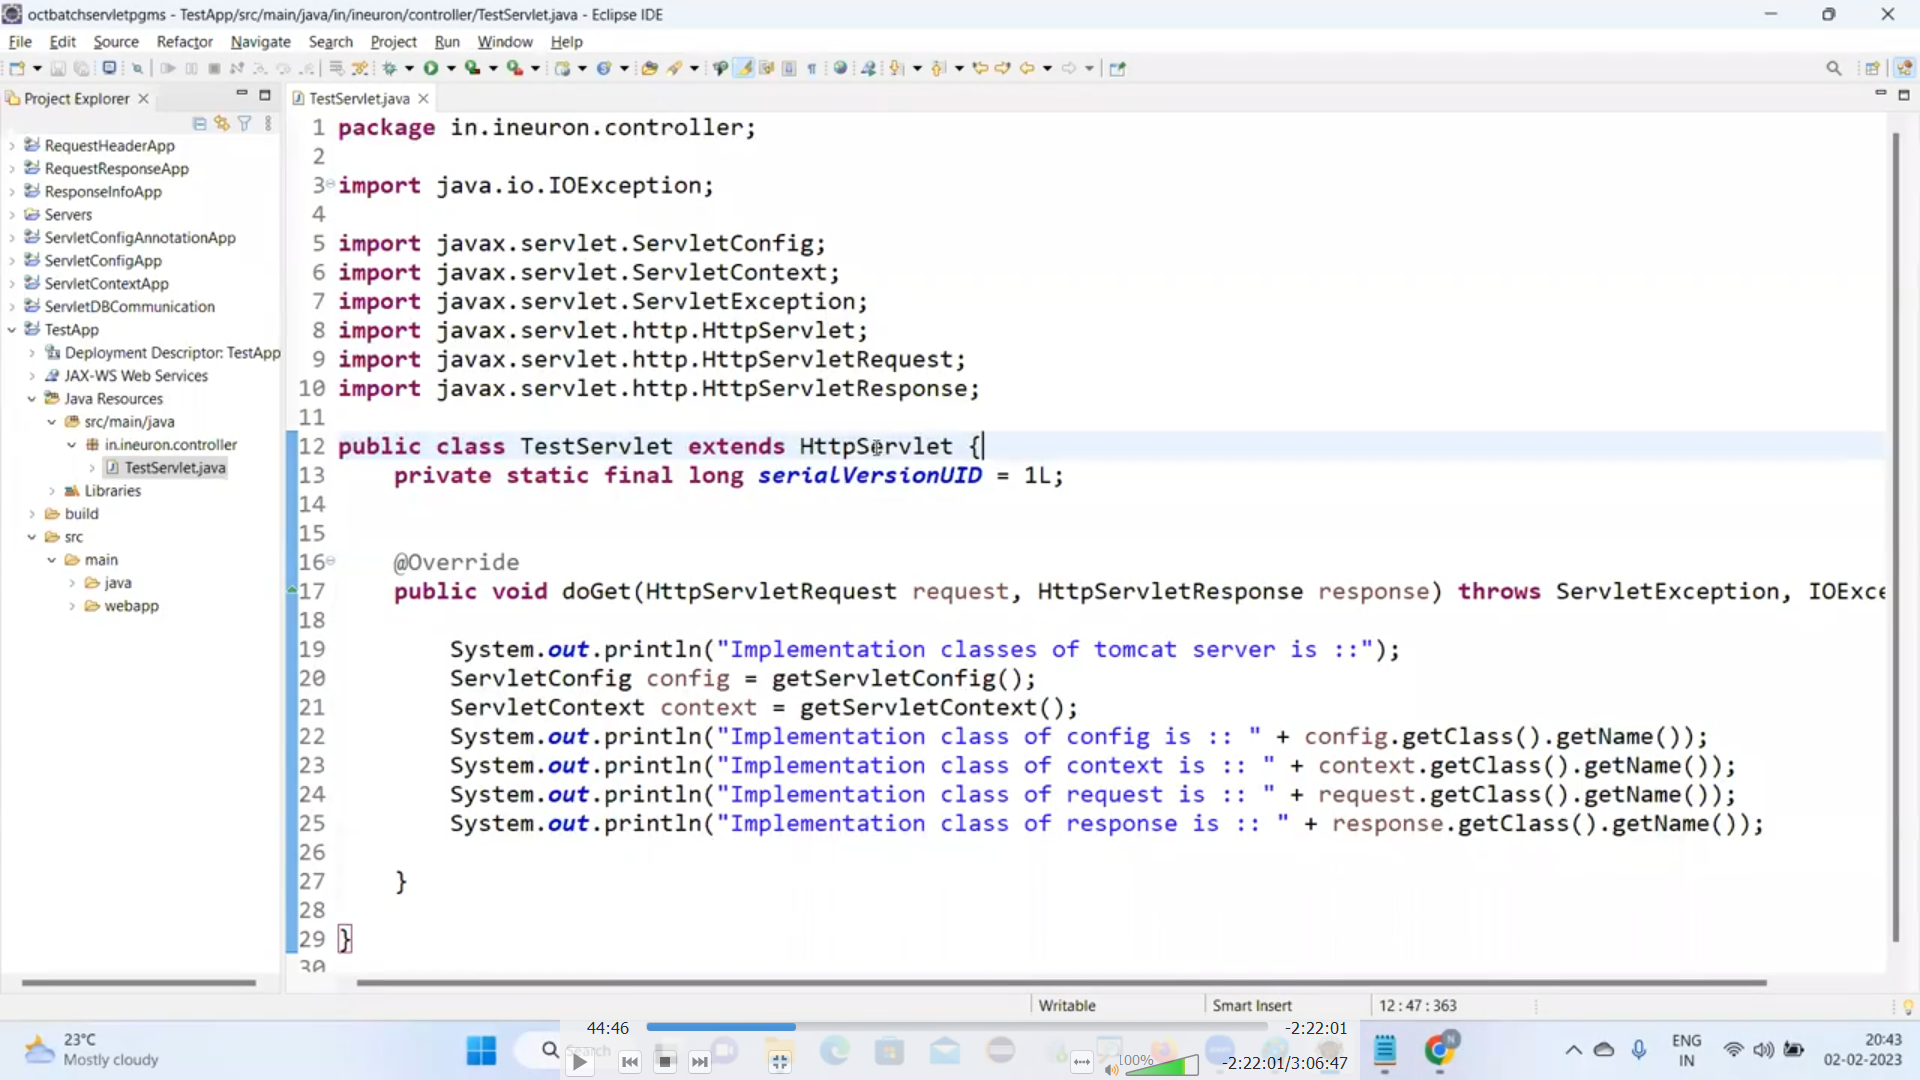 octbatchservletpgms - TestApp/src/main/java/in/ineuron/controller/TestServlet.java - Eclipse IDE
File Edit Source Refactor Navigate Search Project Run Window Help
Project Explorer
RequestHeaderApp
RequestResponseApp
ResponseInfoApp
Servers
ServletConfigAnnotationApp
ServletConfigApp
ServletContextApp
ServletDBCommunication
TestApp
Deployment Descriptor: TestApp
JAX-WS Web Services
Java Resources
src/main/java
in.ineuron.controller
TestServlet.java
Libraries
build
src
main
java
webapp
TestServlet.java
1 package in.ineuron.controller;
2
3 import java.io.IOException;
4
5 import javax.servlet.ServletConfig;
6 import javax.servlet.ServletContext;
7 import javax.servlet.ServletException;
8 import javax.servlet.http.HttpServlet;
9 import javax.servlet.http.HttpServletRequest;
10 import javax.servlet.http.HttpServletResponse;
11
12 public class TestServlet extends HttpServlet {
13 private static final long serialVersionUID = 1L;
14
15
16 @Override
17 public void doGet(HttpServletRequest request, HttpServletResponse response) throws ServletException, IOExce
18
19 System.out.println("Implementation classes of tomcat server is ::");
20 ServletConfig config = getServletConfig();
21 ServletContext context = getServletContext();
22 System.out.println("Implementation class of config is :: " + config.getClass().getName());
23 System.out.println("Implementation class of context is :: " + context.getClass().getName());
24 System.out.println("Implementation class of request is :: " + request.getClass().getName());
25 System.out.println("Implementation class of response is :: " + response.getClass().getName());
26
27 }
28
29 }
30
Writable Smart Insert 12 : 47 : 363
44:46 -2:22:01
23°C
Mostly cloudy
Search
100%
-2:22:01/3:06:47
N
ENG
IN
20:43
02-02-2023